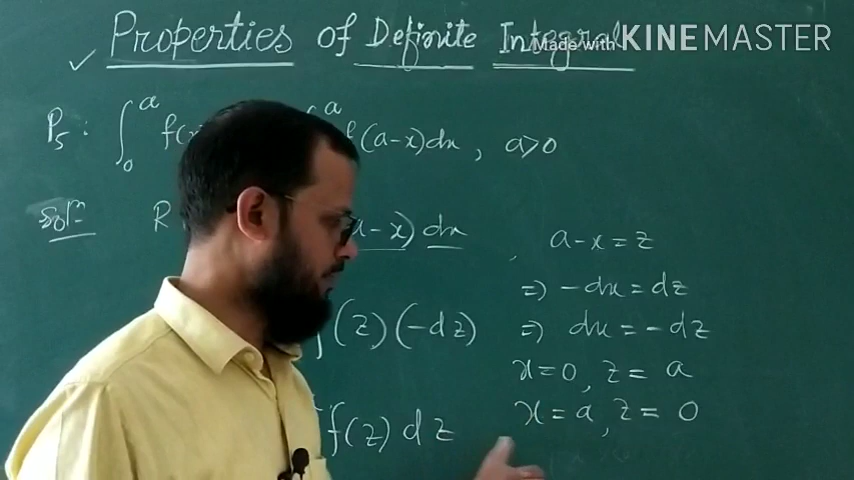 Properties of Definite Integral
Made with KINEMASTER
P₅ : ∫₀ᵃ f(x ᵃ f(a-x)dx , a>0
Solⁿ R a-x) dx , a-x=z
⇒ -dx = dz
f(z)(-dz) ⇒ dx = -dz
x=0, z= a
f(z) dz x=a, z= 0